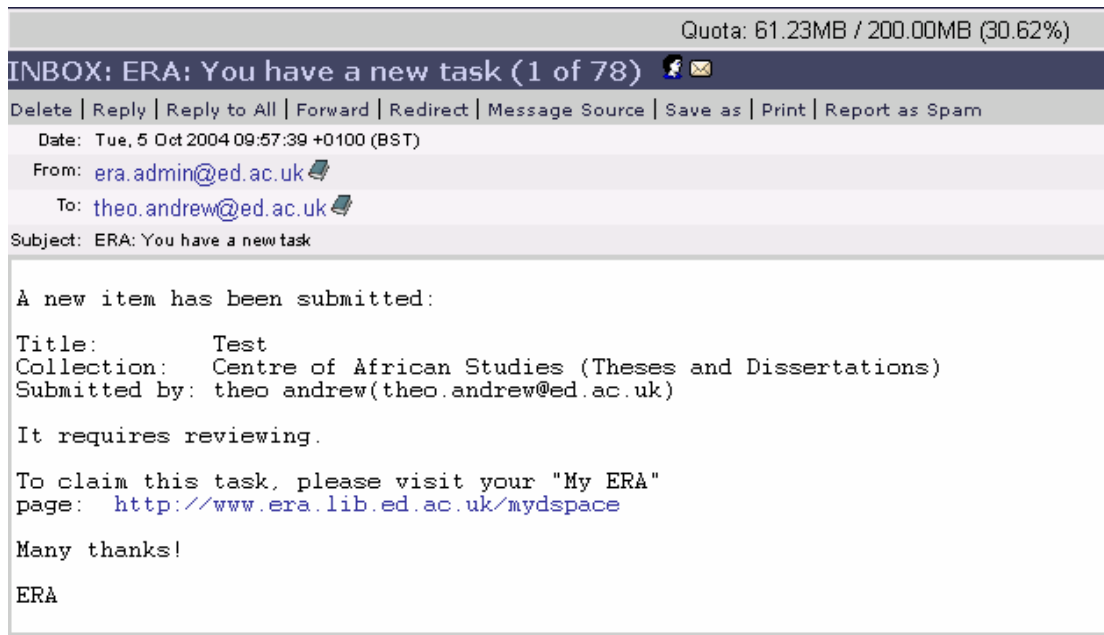 Quota: 61.23MB / 200.00MB (30.62%)
INBOX: ERA: You have a new task (1 of 78)
Delete | Reply | Reply to All | Forward | Redirect | Message Source | Save as | Print | Report as Spam
Date: Tue, 5 Oct 2004 09:57:39 +0100 (BST)
From: era.admin@ed.ac.uk
To: theo.andrew@ed.ac.uk
Subject: ERA: You have a new task
A new item has been submitted:
Title: Test
Collection: Centre of African Studies (Theses and Dissertations)
Submitted by: theo andrew(theo.andrew@ed.ac.uk)
It requires reviewing.
To claim this task, please visit your "My ERA"
page: http://www.era.lib.ed.ac.uk/mydspace
Many thanks!
ERA